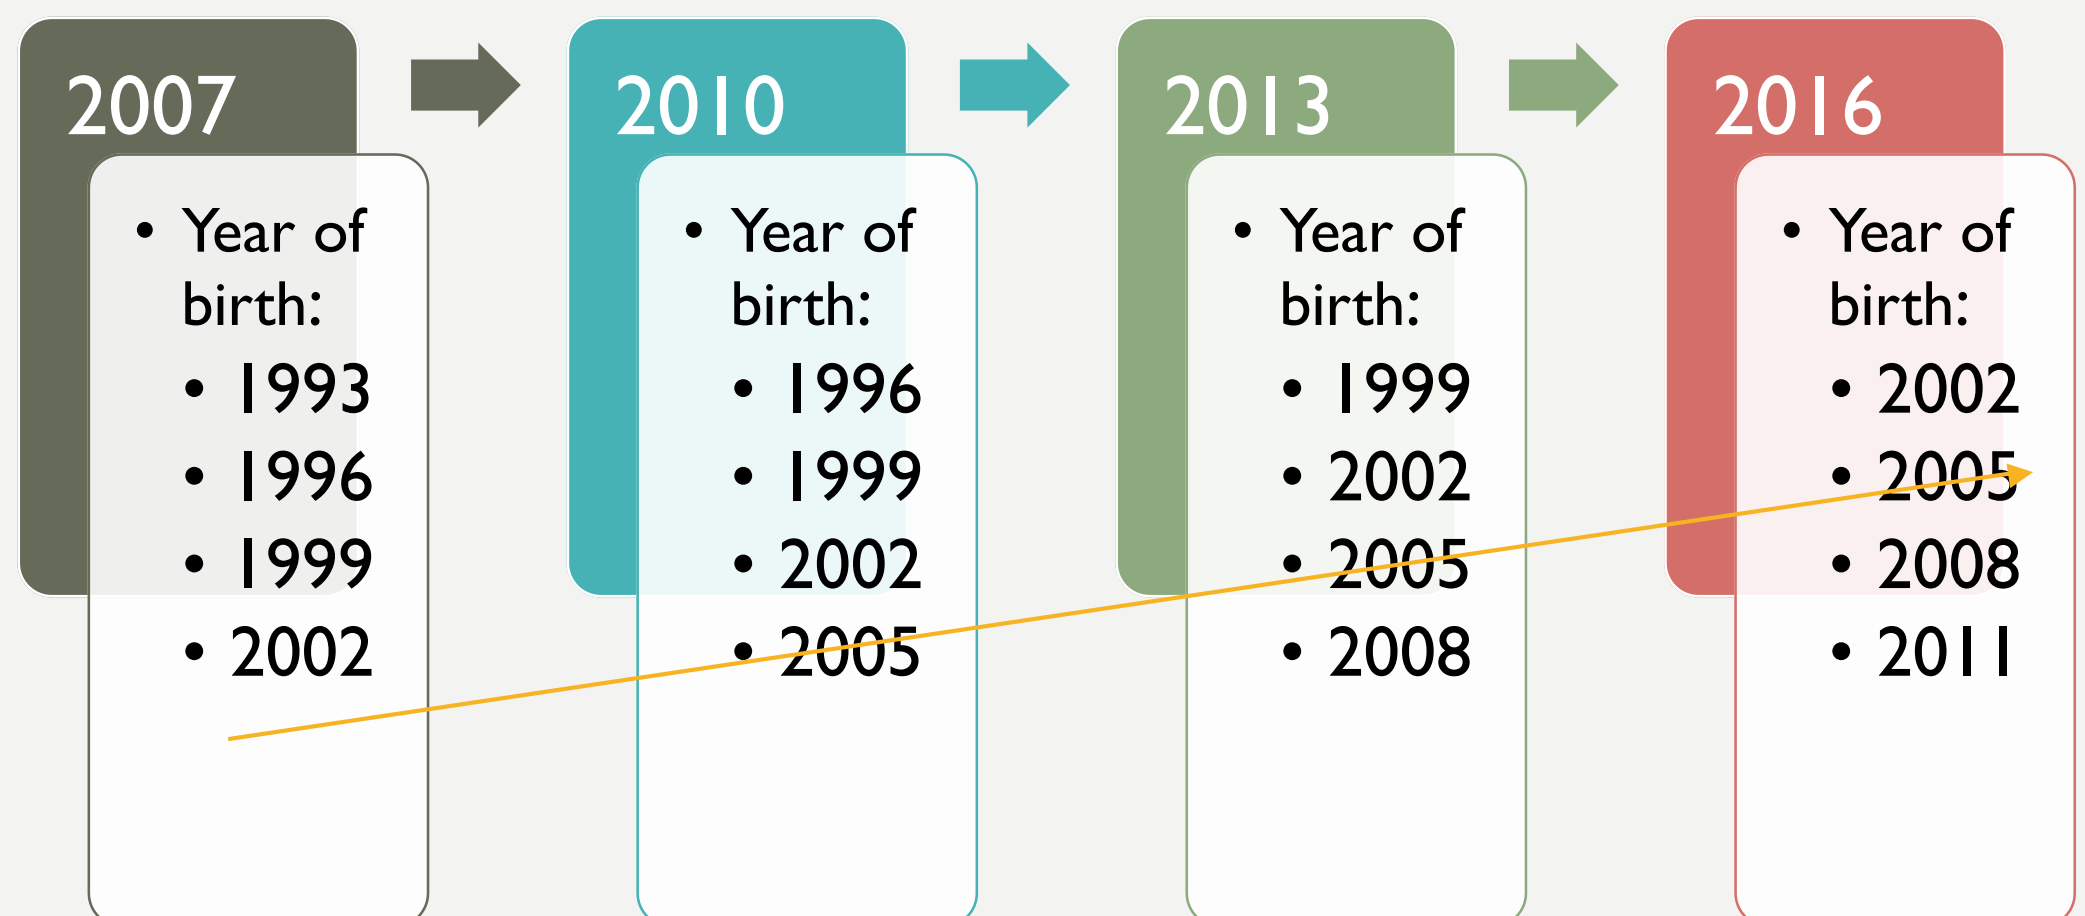 2007
• Year of
birth:
• 1993
• 1996
• 1999
• 2002
2010
• Year of
birth:
• 1996
• 1999
• 2002
• 2005
2013
• Year of
birth:
• 1999
• 2002
• 2005
• 2008
2016
• Year of
birth:
• 2002
• 2005
• 2008
• 2011